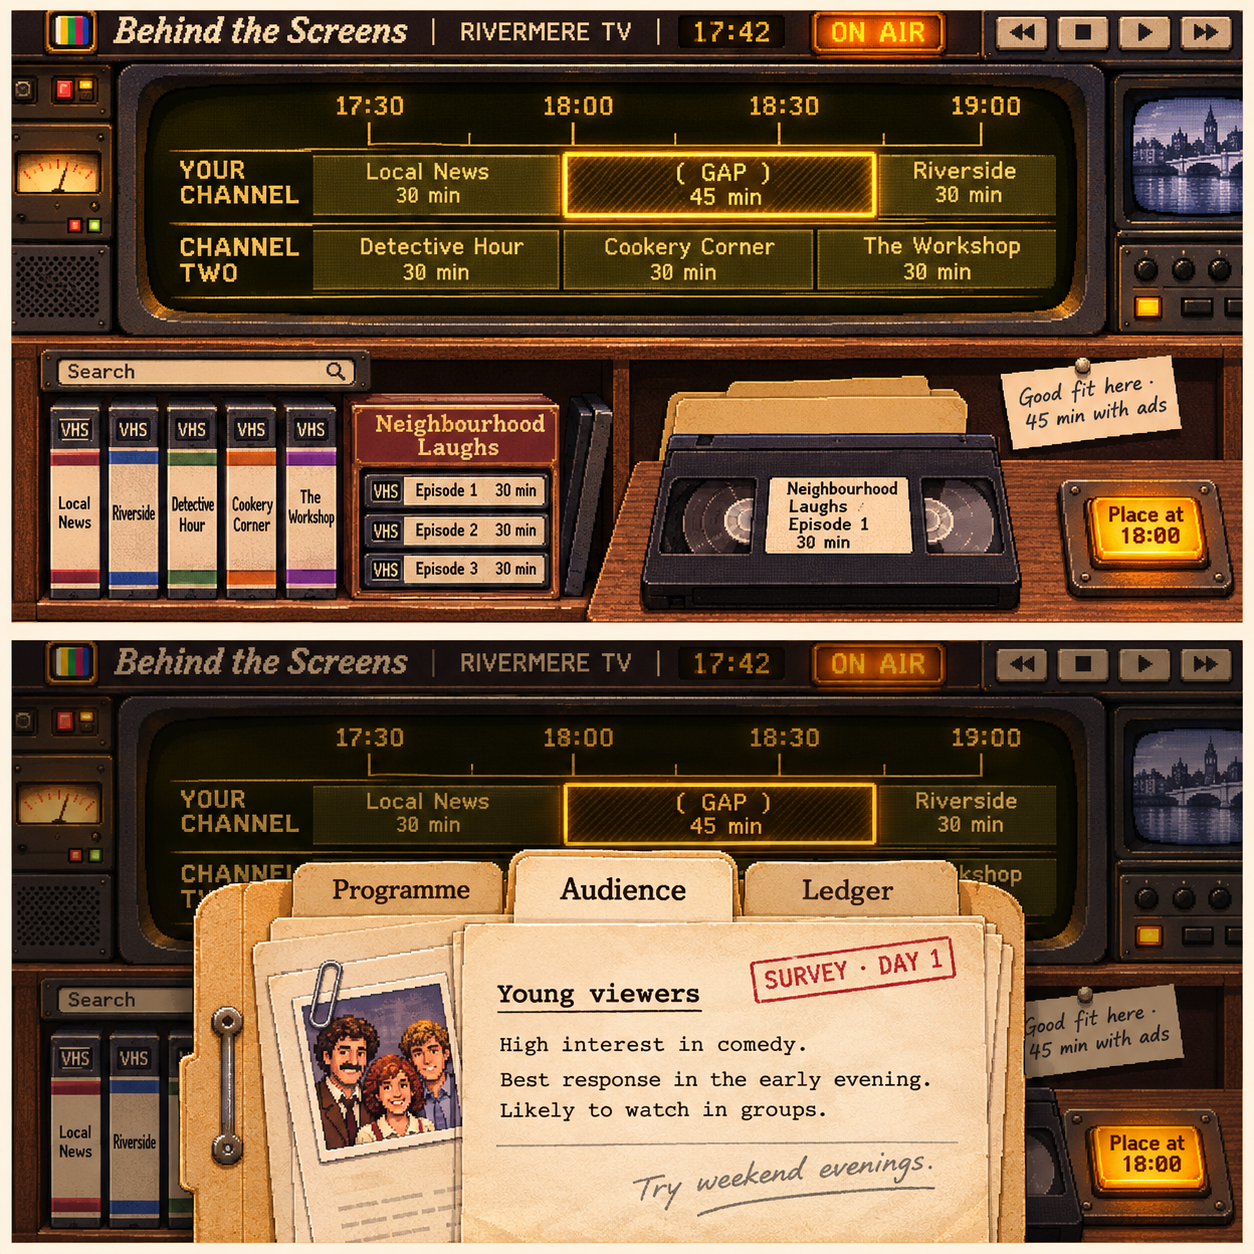 Behind the Screens | RIVERMERE TV | 17:42 ON AIR
17:30 18:00 18:30 19:00
YOUR
CHANNEL
Local News
30 min
( GAP )
45 min
Riverside
30 min
CHANNEL
TWO
Detective Hour
30 min
Cookery Corner
30 min
The Workshop
30 min
Search
VHS
Local
News
VHS
Riverside
VHS
Detective
Hour
VHS
Cookery
Corner
VHS
The
Workshop
Neighbourhood
Laughs
VHS Episode 1 30 min
VHS Episode 2 30 min
VHS Episode 3 30 min
Neighbourhood
Laughs
Episode 1
30 min
Good fit here ·
45 min with ads
Place at
18:00
Behind the Screens | RIVERMERE TV | 17:42 ON AIR
17:30 18:00 18:30 19:00
YOUR
CHANNEL
Local News
30 min
( GAP )
45 min
Riverside
30 min
CHANNEL
T
kshop
Programme
Audience
Ledger
SURVEY · DAY 1
Young viewers
High interest in comedy.
Best response in the early evening.
Likely to watch in groups.
Try weekend evenings.
Search
VHS
Local
News
VHS
Riverside
Good fit here ·
45 min with ads
Place at
18:00